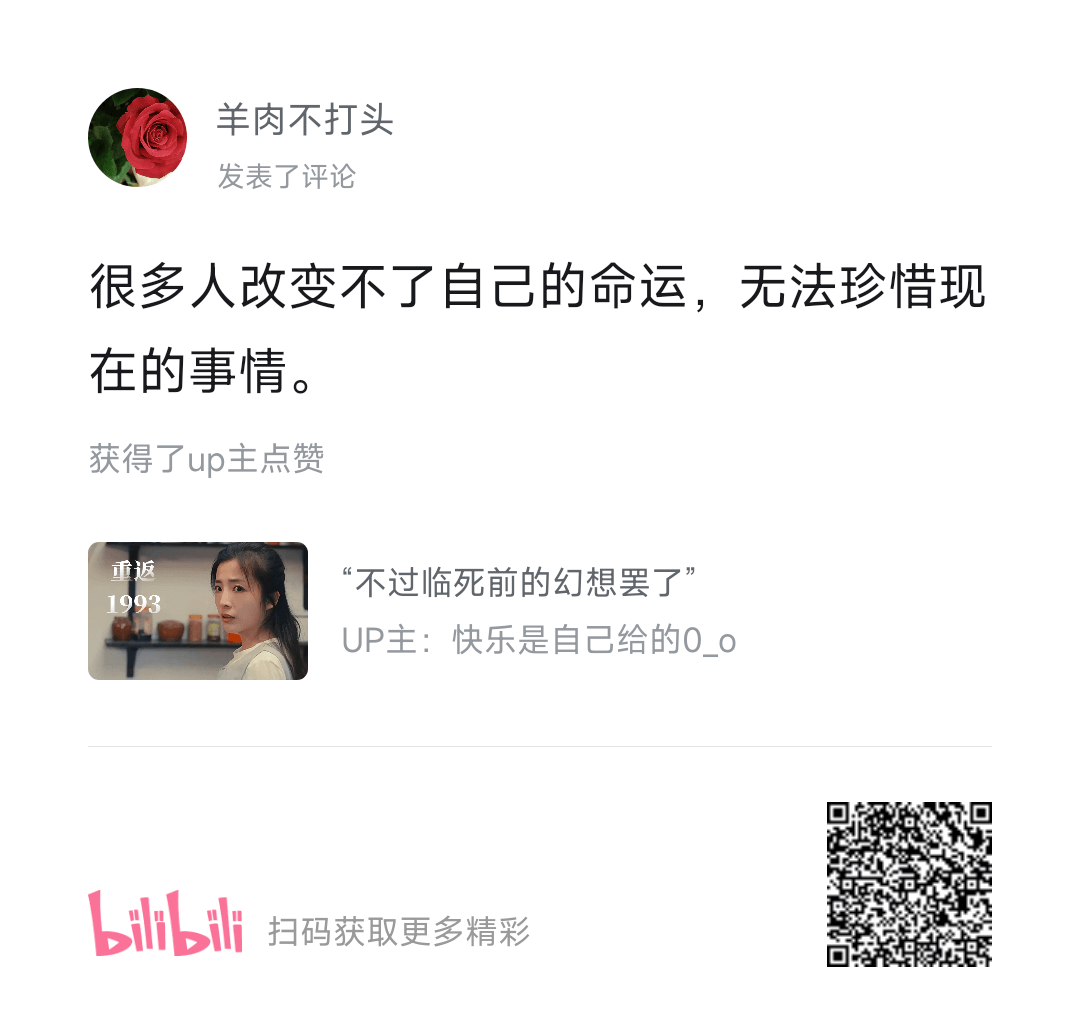 羊肉不打头
发表了评论
很多人改变不了自己的命运，无法珍惜现
在的事情。
获得了up主点赞
重返
1993
“不过临死前的幻想罢了”
UP主：快乐是自己给的0_o
bilibili
扫码获取更多精彩